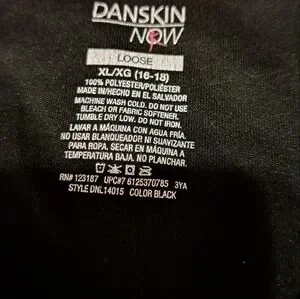 DANSKIN
NOW
LOOSE
XL/XG (16-18)
100% POLYESTER/POLIÉSTER
MADE IN/HECHO EN EL SALVADOR
MACHINE WASH COLD. DO NOT USE
BLEACH OR FABRIC SOFTENER.
TUMBLE DRY LOW. DO NOT IRON.
LAVAR A MÁQUINA CON AGUA FRÍA.
NO USAR BLANQUEADOR NI SUAVIZANTE
PARA ROPA. SECAR EN MÁQUINA A
TEMPERATURA BAJA. NO PLANCHAR.
RN# 123187 UPC#7 6125370785 3YA
STYLE DNL14015 COLOR BLACK